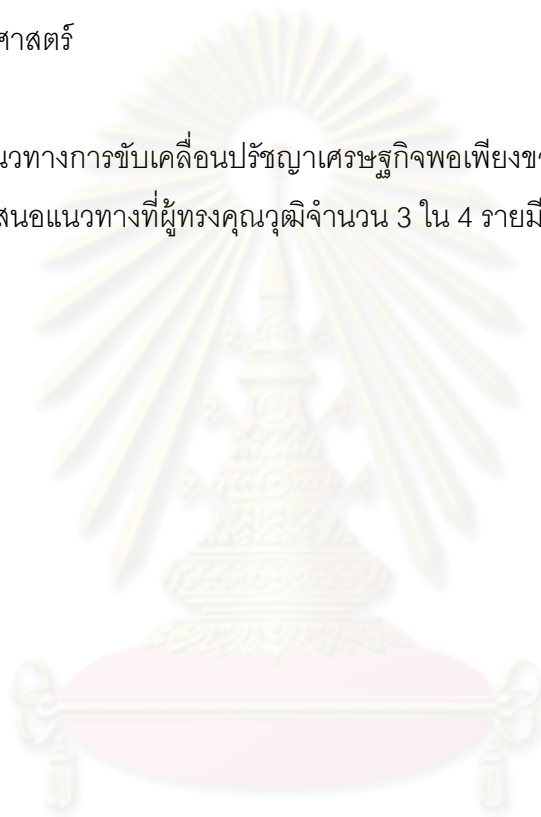 ศาสตร์
นวทางการขับเคลื่อนปรัชญาเศรษฐกิจพอเพียงข
สนอแนวทางที่ผู้ทรงคุณวุฒิจำนวน 3 ใน 4 รายมี